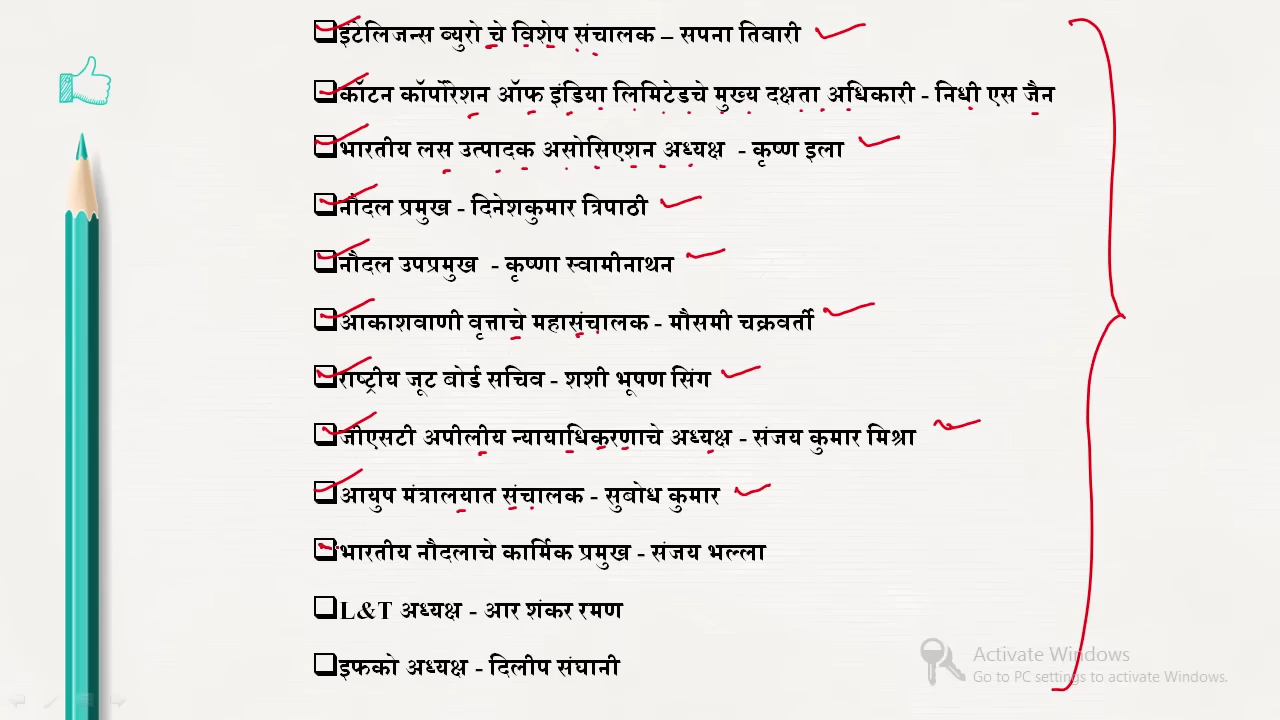 इंटेलिजन्स व्युरो चे विशेप संचालक – सपना तिवारी
कॉटन कॉर्पोरेशन ऑफ इंडिया लिमिटेडचे मुख्य दक्षता अधिकारी - निधी एस जैन
भारतीय लस उत्पादक असोसिएशन अध्यक्ष - कृष्ण इला
नौदल प्रमुख - दिनेशकुमार त्रिपाठी
नौदल उपप्रमुख - कृष्णा स्वामीनाथन
आकाशवाणी वृत्ताचे महासंचालक - मौसमी चक्रवर्ती
राष्ट्रीय जूट बोर्ड सचिव - शशी भूपण सिंग
जीएसटी अपीलीय न्यायाधिकरणाचे अध्यक्ष - संजय कुमार मिश्रा
आयुप मंत्रालयात संचालक - सुबोध कुमार
भारतीय नौदलाचे कार्मिक प्रमुख - संजय भल्ला
L&T अध्यक्ष - आर शंकर रमण
इफको अध्यक्ष - दिलीप संघानी
Activate Windows
Go to PC settings to activate Windows.